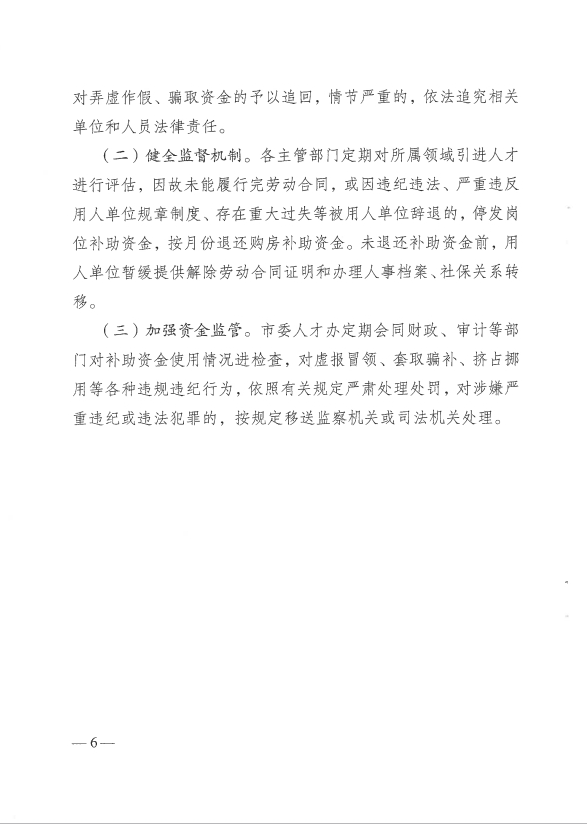 对弄虚作假、骗取资金的予以追回，情节严重的，依法追究相关
单位和人员法律责任。
（二）健全监督机制。各主管部门定期对所属领域引进人才
进行评估，因故未能履行完劳动合同，或因违纪违法、严重违反
用人单位规章制度、存在重大过失等被用人单位辞退的，停发岗
位补助资金，按月份退还购房补助资金。未退还补助资金前，用
人单位暂缓提供解除劳动合同证明和办理人事档案、社保关系转
移。
（三）加强资金监管。市委人才办定期会同财政、审计等部
门对补助资金使用情况进检查，对虚报冒领、套取骗补、挤占挪
用等各种违规违纪行为，依照有关规定严肃处理处罚，对涉嫌严
重违纪或违法犯罪的，按规定移送监察机关或司法机关处理。
—6—